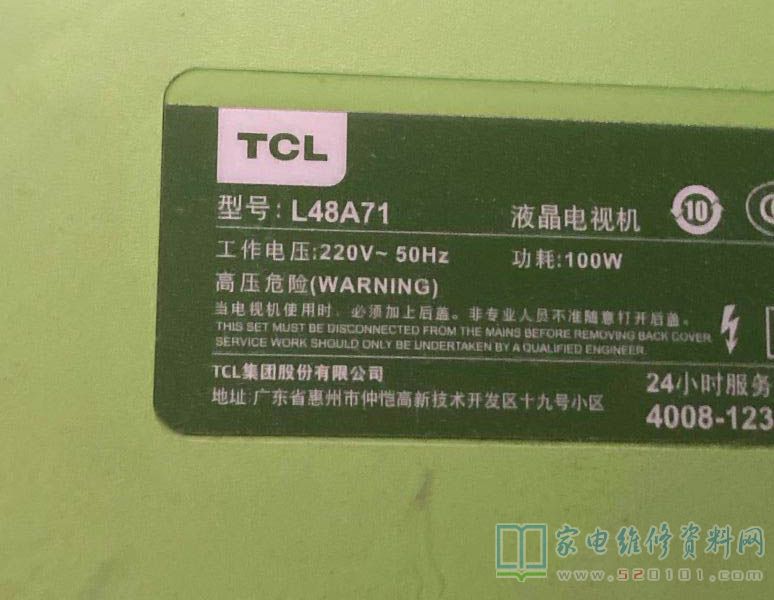 TCL
型号: L48A71
液晶电视机
10
工作电压:220V~ 50Hz
功耗:100W
高压危险(WARNING)
当电视机使用时，必须加上后盖。非专业人员不准随意打开后盖。
THIS SET MUST BE DISCONNECTED FROM THE MAINS BEFORE REMOVING BACK COVER
SERVICE WORK SHOULD ONLY BE UNDERTAKEN BY A QUALIFIED ENGINEER.
TCL集团股份有限公司
地址:广东省惠州市仲恺高新技术开发区十九号小区
24小时服务
4008-123
家电维修资料网
www.520101.com